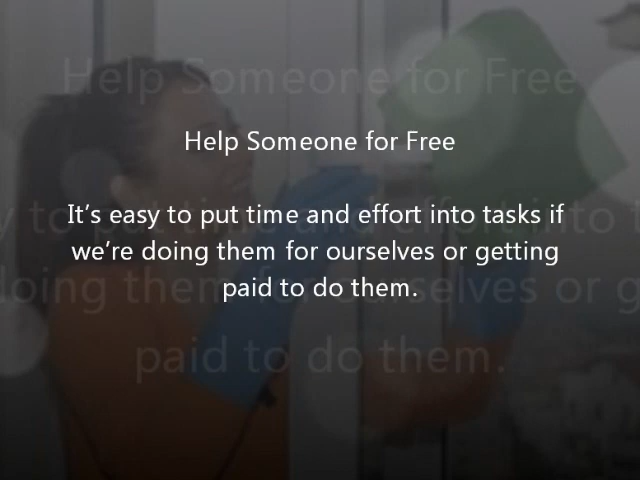 Help Someone for Free
It's easy to put time and effort into tasks if
we're doing them for ourselves or getting
paid to do them.